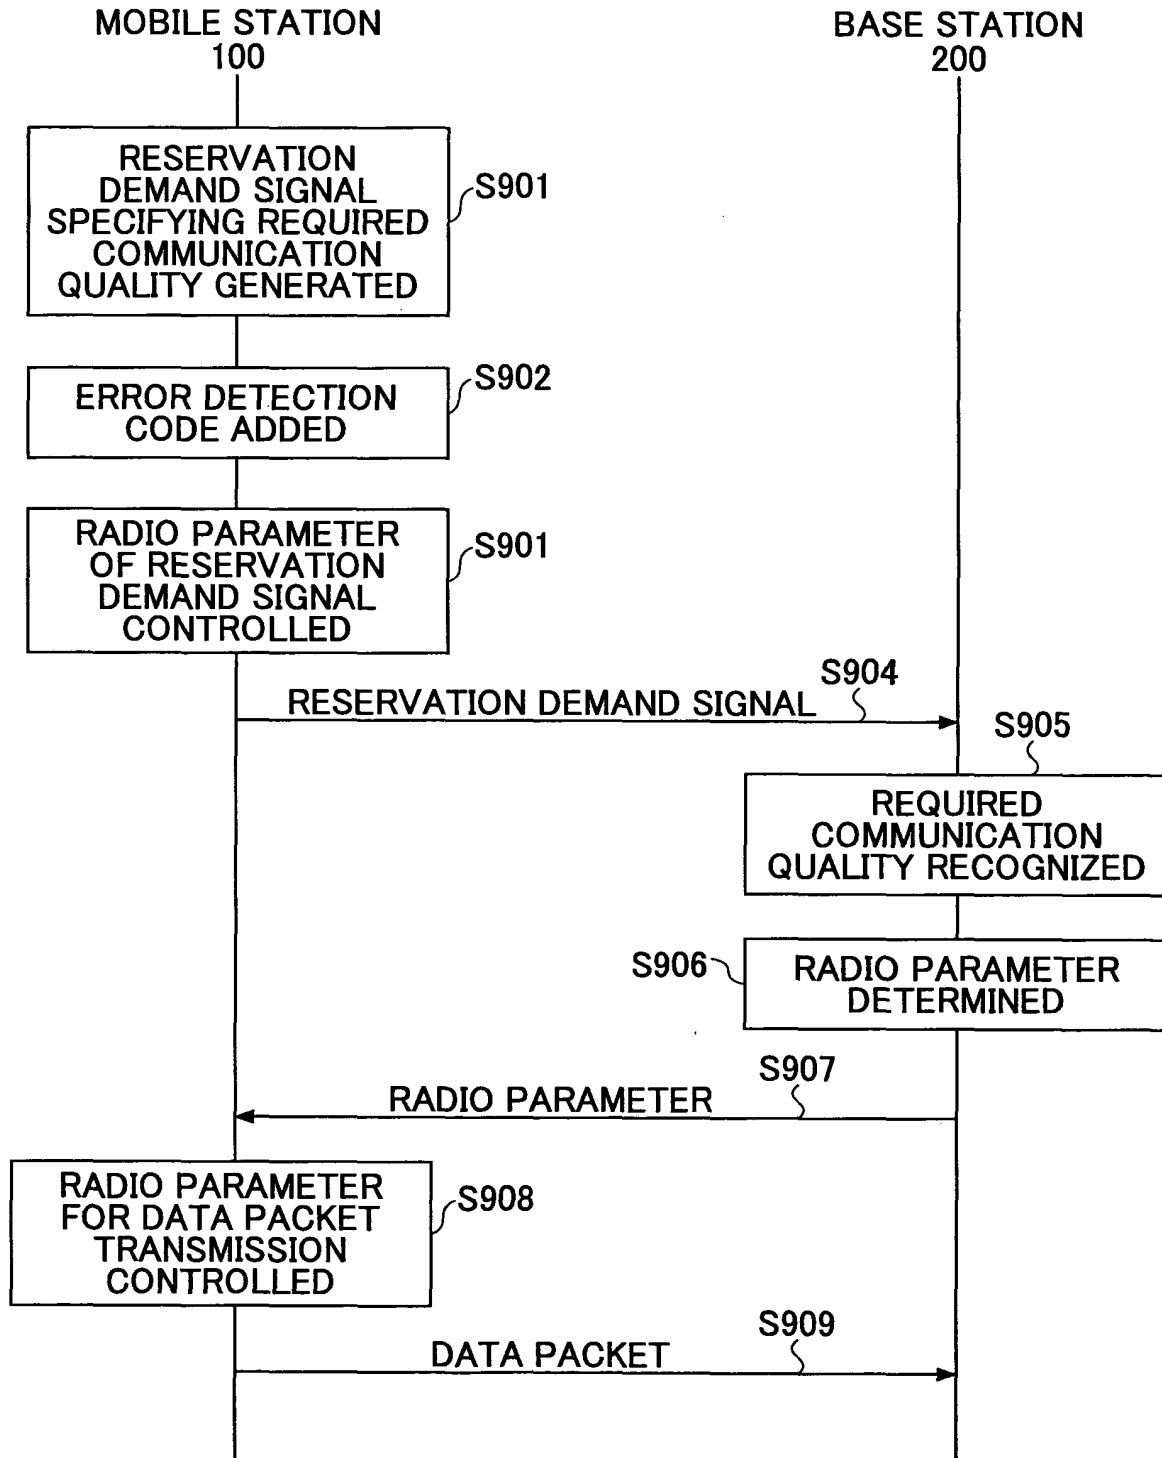 MOBILE STATION
100
BASE STATION
200
RESERVATION
DEMAND SIGNAL
SPECIFYING REQUIRED
COMMUNICATION
QUALITY GENERATED
S901
ERROR DETECTION
CODE ADDED
S902
RADIO PARAMETER
OF RESERVATION
DEMAND SIGNAL
CONTROLLED
S901
S904
RESERVATION DEMAND SIGNAL
S905
REQUIRED
COMMUNICATION
QUALITY RECOGNIZED
S906
RADIO PARAMETER
DETERMINED
S907
RADIO PARAMETER
RADIO PARAMETER
FOR DATA PACKET
TRANSMISSION
CONTROLLED
S908
S909
DATA PACKET